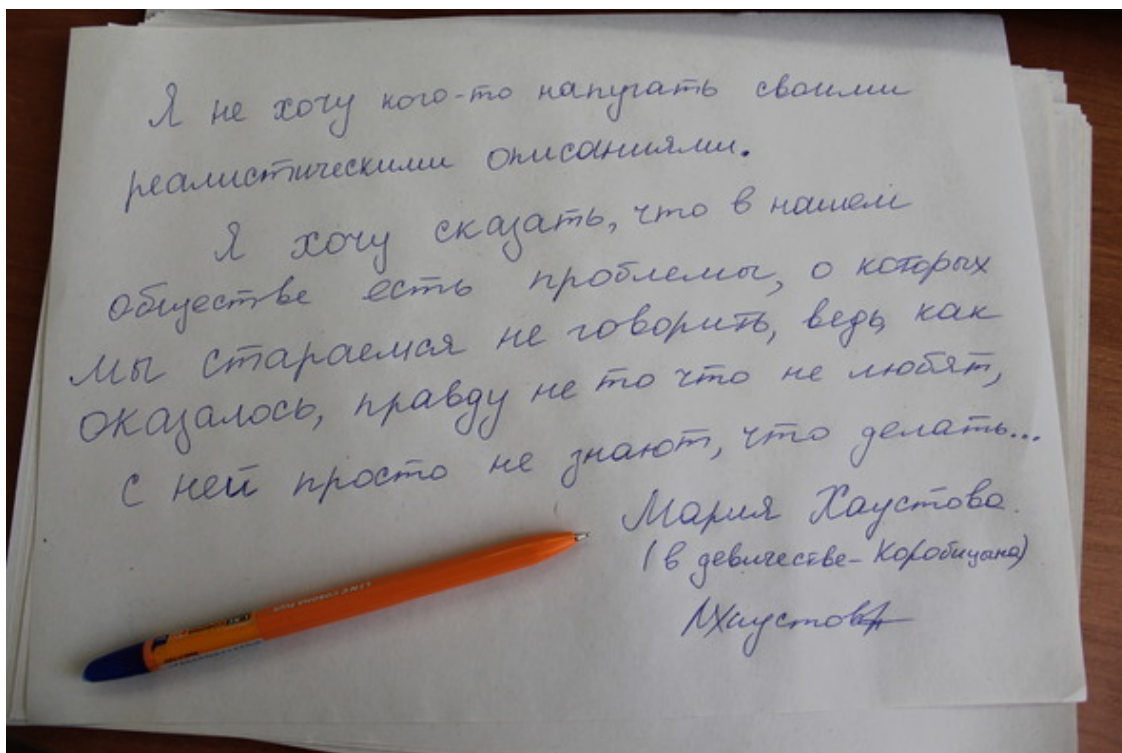 Я не хочу кого-то напугать своими
реалистическими описаниями.
Я хочу сказать, что в нашем
обществе есть проблемы, о которых
мы стараемся не говорить, ведь, как
оказалось, правду не то что не любят,
с ней просто не знают, что делать...
Мария Хаустова.
(в девичестве - Коробицына)
МХаустова